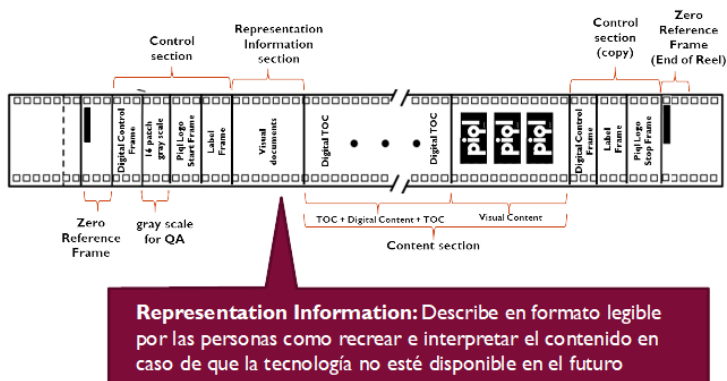 Control
section
Representation
Information
section
Control
section
(copy)
Zero
Reference
Frame
(End of Reel)
Digital Control
Frame
16 patch
gray scale
Piql Logo
Start Frame
Label
Frame
Visual
documents
Digital TOC
Digital TOC
piql
piql
piql
Digital Control
Frame
Label
Frame
Piql Logo
Stop Frame
Zero
Reference
Frame
gray scale
for QA
TOC + Digital Content + TOC
Visual Content
Content section
Representation Information: Describe en formato legible
por las personas como recrear e interpretar el contenido en
caso de que la tecnología no esté disponible en el futuro